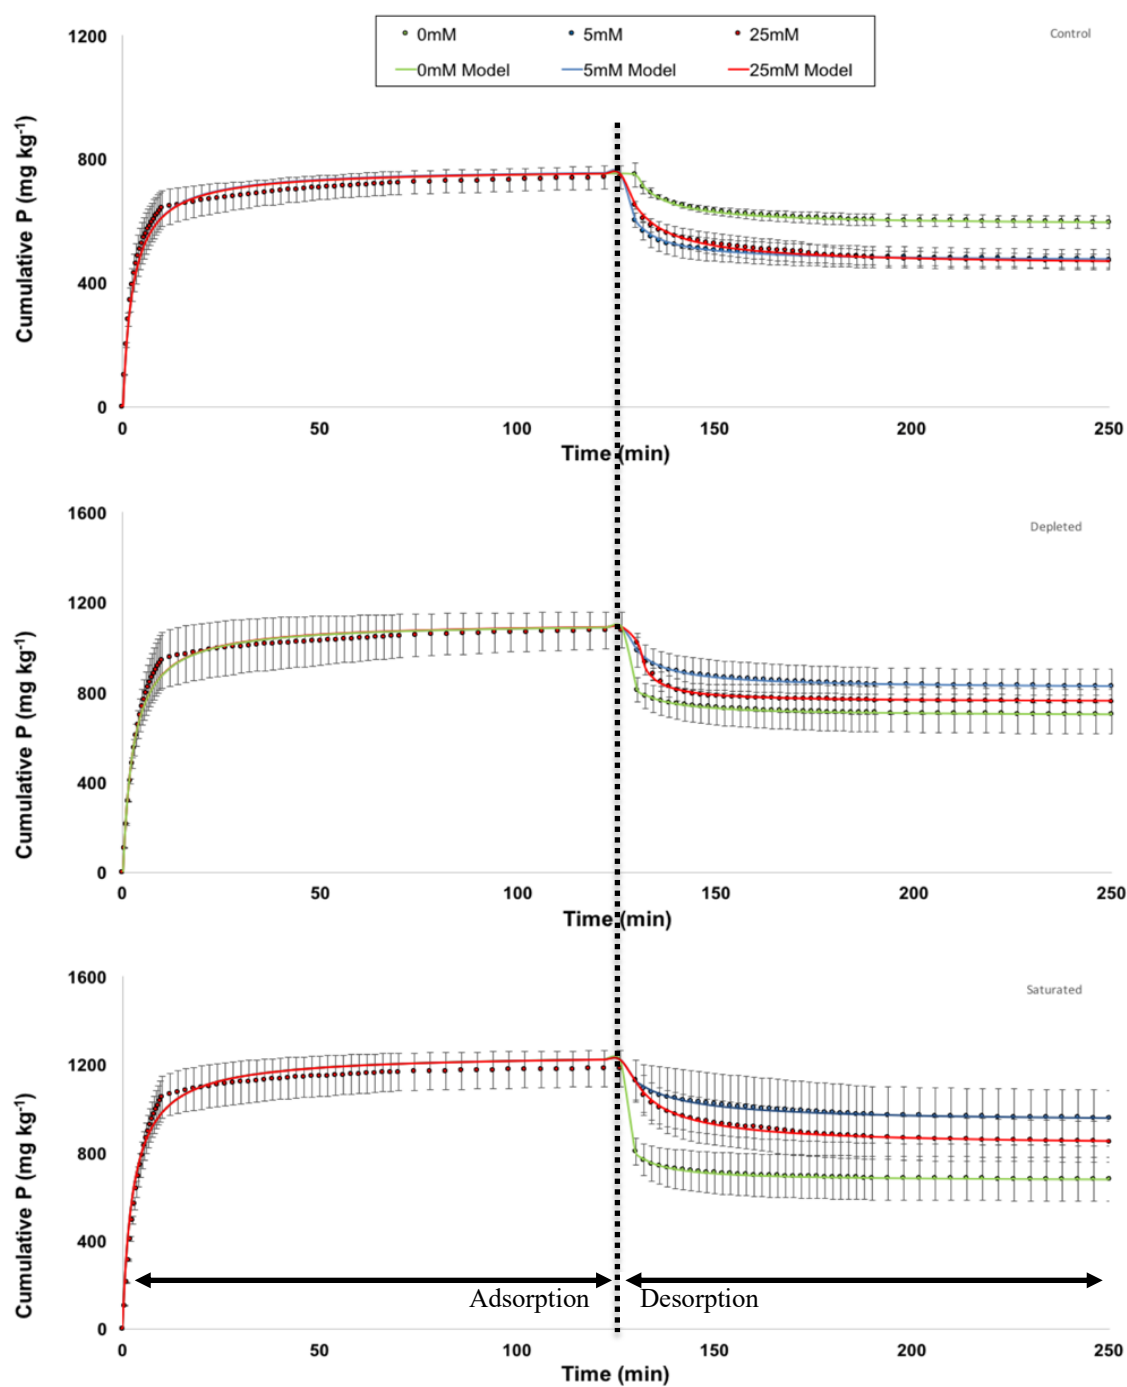 0mM 5mM 25mM
0mM Model 5mM Model 25mM Model
Control
Cumulative P (mg kg⁻¹)
1200
800
400
0
0 50 100 150 200 250
Time (min)
Depleted
Cumulative P (mg kg⁻¹)
1600
1200
800
400
0
0 50 100 150 200 250
Time (min)
Saturated
Cumulative P (mg kg⁻¹)
1600
1200
800
400
0
Adsorption Desorption
0 50 100 150 200 250
Time (min)